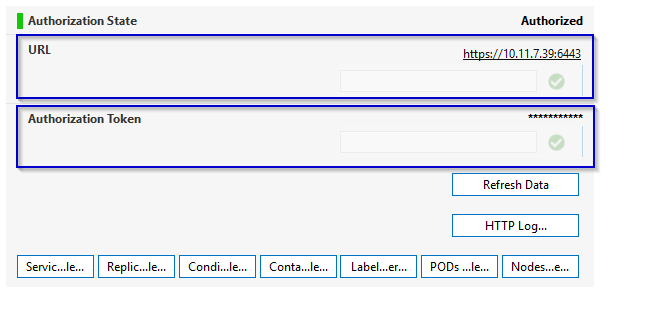 Authorization State Authorized
URL https://10.11.7.39:6443
Authorization Token ***********
Refresh Data
HTTP Log...
Servic...le... Replic...le... Condi...le... Conta...le... Label...er... PODs ...le... Nodes...e...